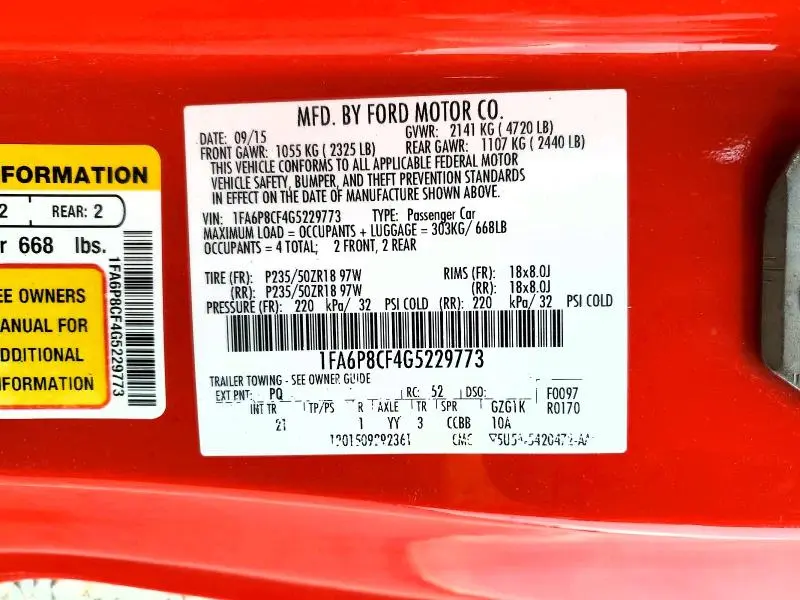 FORMATION
2 REAR: 2
r 668 lbs.
EE OWNERS
ANUAL FOR
DDITIONAL
NFORMATION
1FA6P8CF4G5229773
MFD. BY FORD MOTOR CO.
DATE: 09/15 GVWR: 2141 KG ( 4720 LB)
FRONT GAWR: 1055 KG ( 2325 LB) REAR GAWR: 1107 KG ( 2440 LB)
THIS VEHICLE CONFORMS TO ALL APPLICABLE FEDERAL MOTOR
VEHICLE SAFETY, BUMPER, AND THEFT PREVENTION STANDARDS
IN EFFECT ON THE DATE OF MANUFACTURE SHOWN ABOVE.
VIN: 1FA6P8CF4G5229773 TYPE: Passenger Car
MAXIMUM LOAD = OCCUPANTS + LUGGAGE = 303KG/ 668LB
OCCUPANTS = 4 TOTAL; 2 FRONT, 2 REAR
TIRE (FR): P235/50ZR18 97W RIMS (FR): 18x8.0J
(RR): P235/50ZR18 97W (RR): 18x8.0J
PRESSURE (FR): 220 kPa/ 32 PSI COLD (RR): 220 kPa/ 32 PSI COLD
1FA6P8CF4G5229773
TRAILER TOWING - SEE OWNER GUIDE
EXT PNT: PQ RC: 52 DSO: F0097
INT TR TP/PS R AXLE TR SPR GZG1K R0170
21 1 YY 3 CCBB 10A